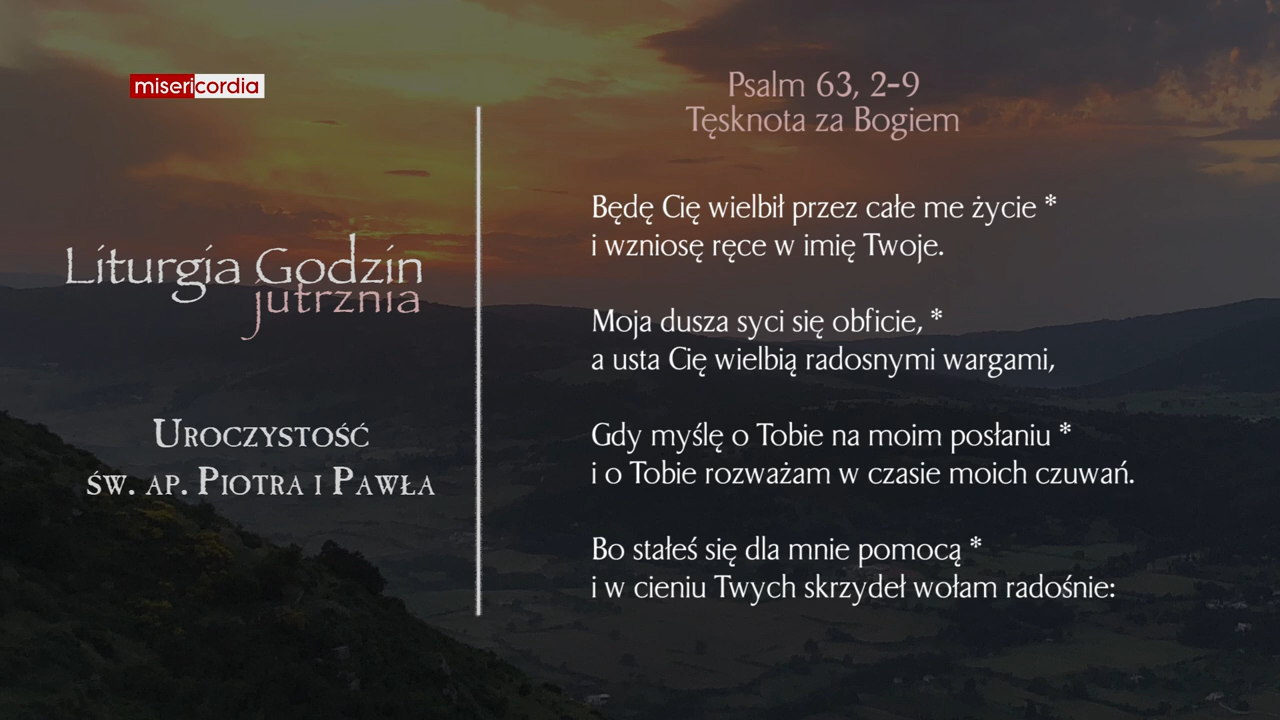 misericordia
Liturgia Godzin
jutrznia
Uroczystość
św. ap. Piotra i Pawła
Psalm 63, 2-9
Tęsknota za Bogiem
Będę Cię wielbił przez całe me życie *
i wzniosę ręce w imię Twoje.
Moja dusza syci się obficie, *
a usta Cię wielbią radosnymi wargami,
Gdy myślę o Tobie na moim posłaniu *
i o Tobie rozważam w czasie moich czuwań.
Bo stałeś się dla mnie pomocą *
i w cieniu Twych skrzydeł wołam radośnie: